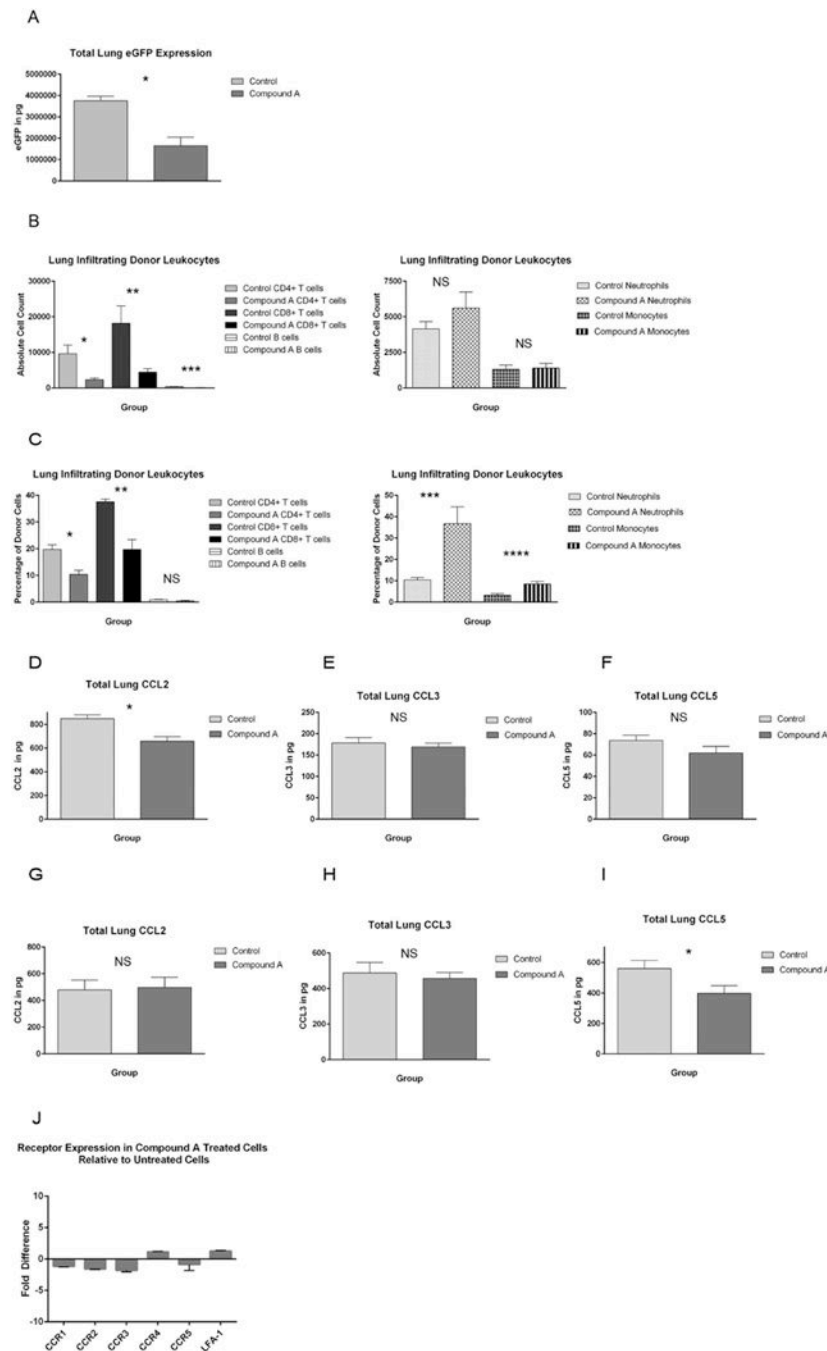 A
Total Lung eGFP Expression
*
5000000
4000000
3000000
2000000
1000000
0
eGFP in pg
Control
Compound A
B
Lung Infiltrating Donor Leukocytes
30000
20000
10000
0
Absolute Cell Count
*
**
***
Group
Control CD4+ T cells
Compound A CD4+ T cells
Control CD8+ T cells
Compound A CD8+ T cells
Control B cells
Compound A B cells
Lung Infiltrating Donor Leukocytes
7500
5000
2500
0
Absolute Cell Count
NS
NS
Group
Control Neutrophils
Compound A Neutrophils
Control Monocytes
Compound A Monocytes
C
Lung Infiltrating Donor Leukocytes
40
30
20
10
0
Percentage of Donor Cells
*
**
NS
Group
Control CD4+ T cells
Compound A CD4+ T cells
Control CD8+ T cells
Compound A CD8+ T cells
Control B cells
Compound A B cells
Lung Infiltrating Donor Leukocytes
50
40
30
20
10
0
Percentage of Donor Cells
***
****
Group
Control Neutrophils
Compound A Neutrophils
Control Monocytes
Compound A Monocytes
D
Total Lung CCL2
*
800
600
400
200
0
CCL2 in pg
Group
Control
Compound A
E
Total Lung CCL3
NS
250
200
150
100
50
0
CCL3 in pg
Group
Control
Compound A
F
Total Lung CCL5
NS
80
60
40
20
0
CCL5 in pg
Group
Control
Compound A
G
Total Lung CCL2
NS
800
600
400
200
0
CCL2 in pg
Group
Control
Compound A
H
Total Lung CCL3
NS
600
400
200
0
CCL3 in pg
Group
Control
Compound A
I
Total Lung CCL5
*
600
400
200
0
CCL5 in pg
Group
Control
Compound A
J
Receptor Expression in Compound A Treated Cells
Relative to Untreated Cells
10
5
0
-5
-10
Fold Difference
CCR1
CCR2
CCR3
CCR4
CCR5
LFA-1